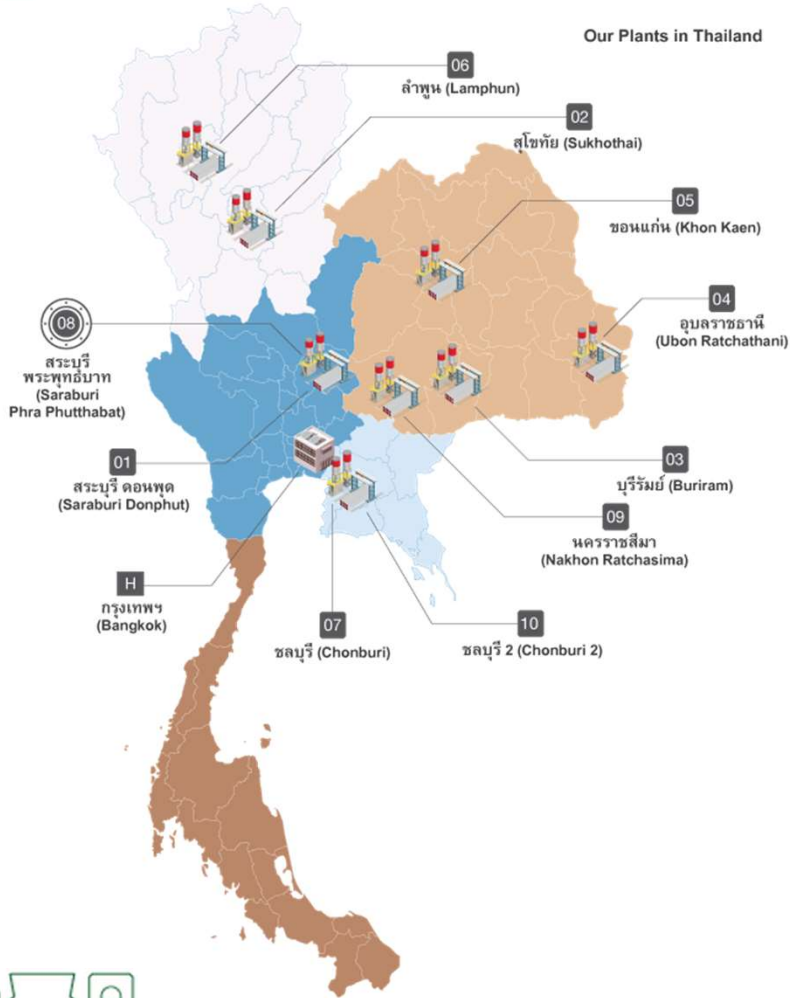 Our Plants in Thailand
06
ลำพูน (Lamphun)
02
สุโขทัย (Sukhothai)
05
ขอนแก่น (Khon Kaen)
04
อุบลราชธานี
(Ubon Ratchathani)
08
สระบุรี
พระพุทธบาท
(Saraburi
Phra Phutthabat)
01
สระบุรี ดอนพุด
(Saraburi Donphut)
03
บุรีรัมย์ (Buriram)
09
นครราชสีมา
(Nakhon Ratchasima)
H
กรุงเทพฯ
(Bangkok)
07
ชลบุรี (Chonburi)
10
ชลบุรี 2 (Chonburi 2)